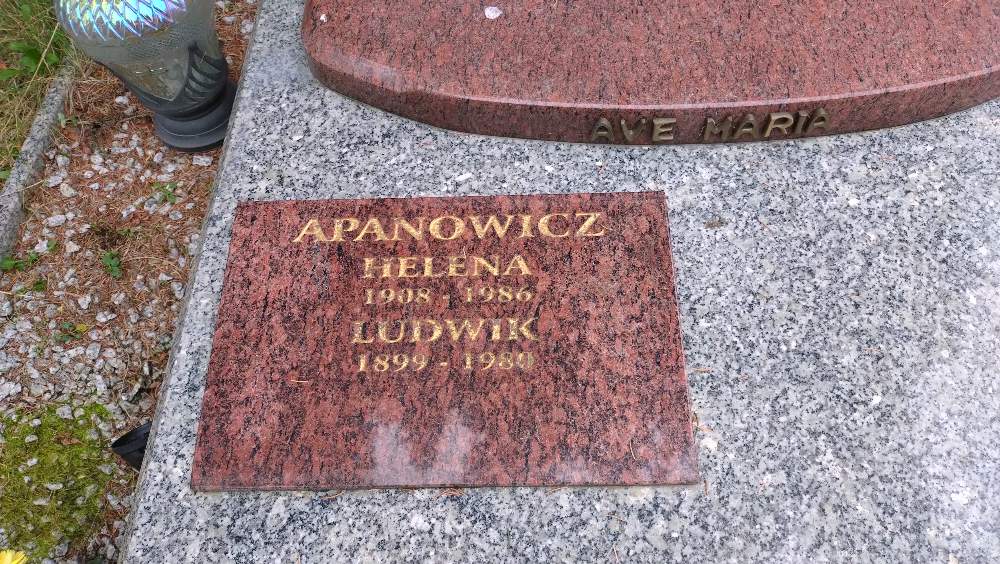 AVE MARIA
APANOWICZ
HELENA
1908 - 1986
LUDWIK
1899 - 1980